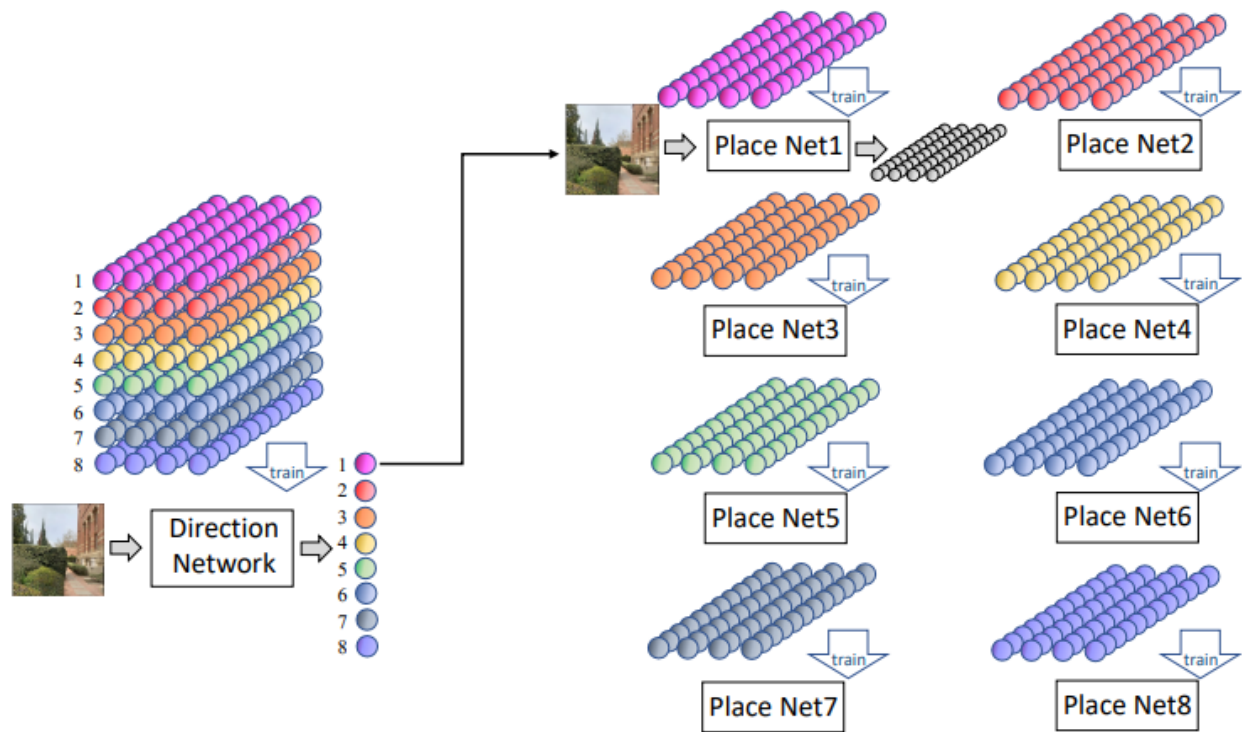 1
2
3
4
5
6
7
8
train
Direction
Network
1
2
3
4
5
6
7
8
train
Place Net1
train
Place Net2
train
Place Net3
train
Place Net4
train
Place Net5
train
Place Net6
train
Place Net7
train
Place Net8